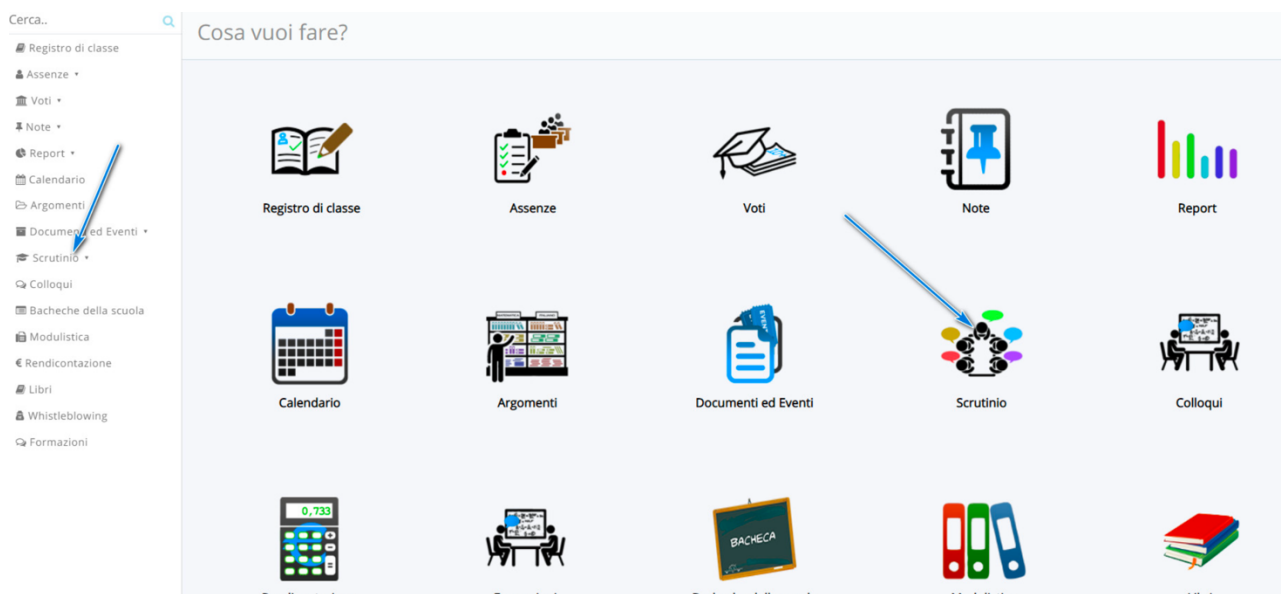 Cerca..
Registro di classe
Assenze
Voti
Note
Report
Calendario
Argomenti
Documenti ed Eventi
Scrutinio
Colloqui
Bacheche della scuola
Modulistica
€ Rendicontazione
Libri
Whistleblowing
Formazioni
Cosa vuoi fare?
Registro di classe
Assenze
Voti
Note
Report
Calendario
Argomenti
EVENT
Documenti ed Eventi
Scrutinio
Colloqui
0,733
BACHECA